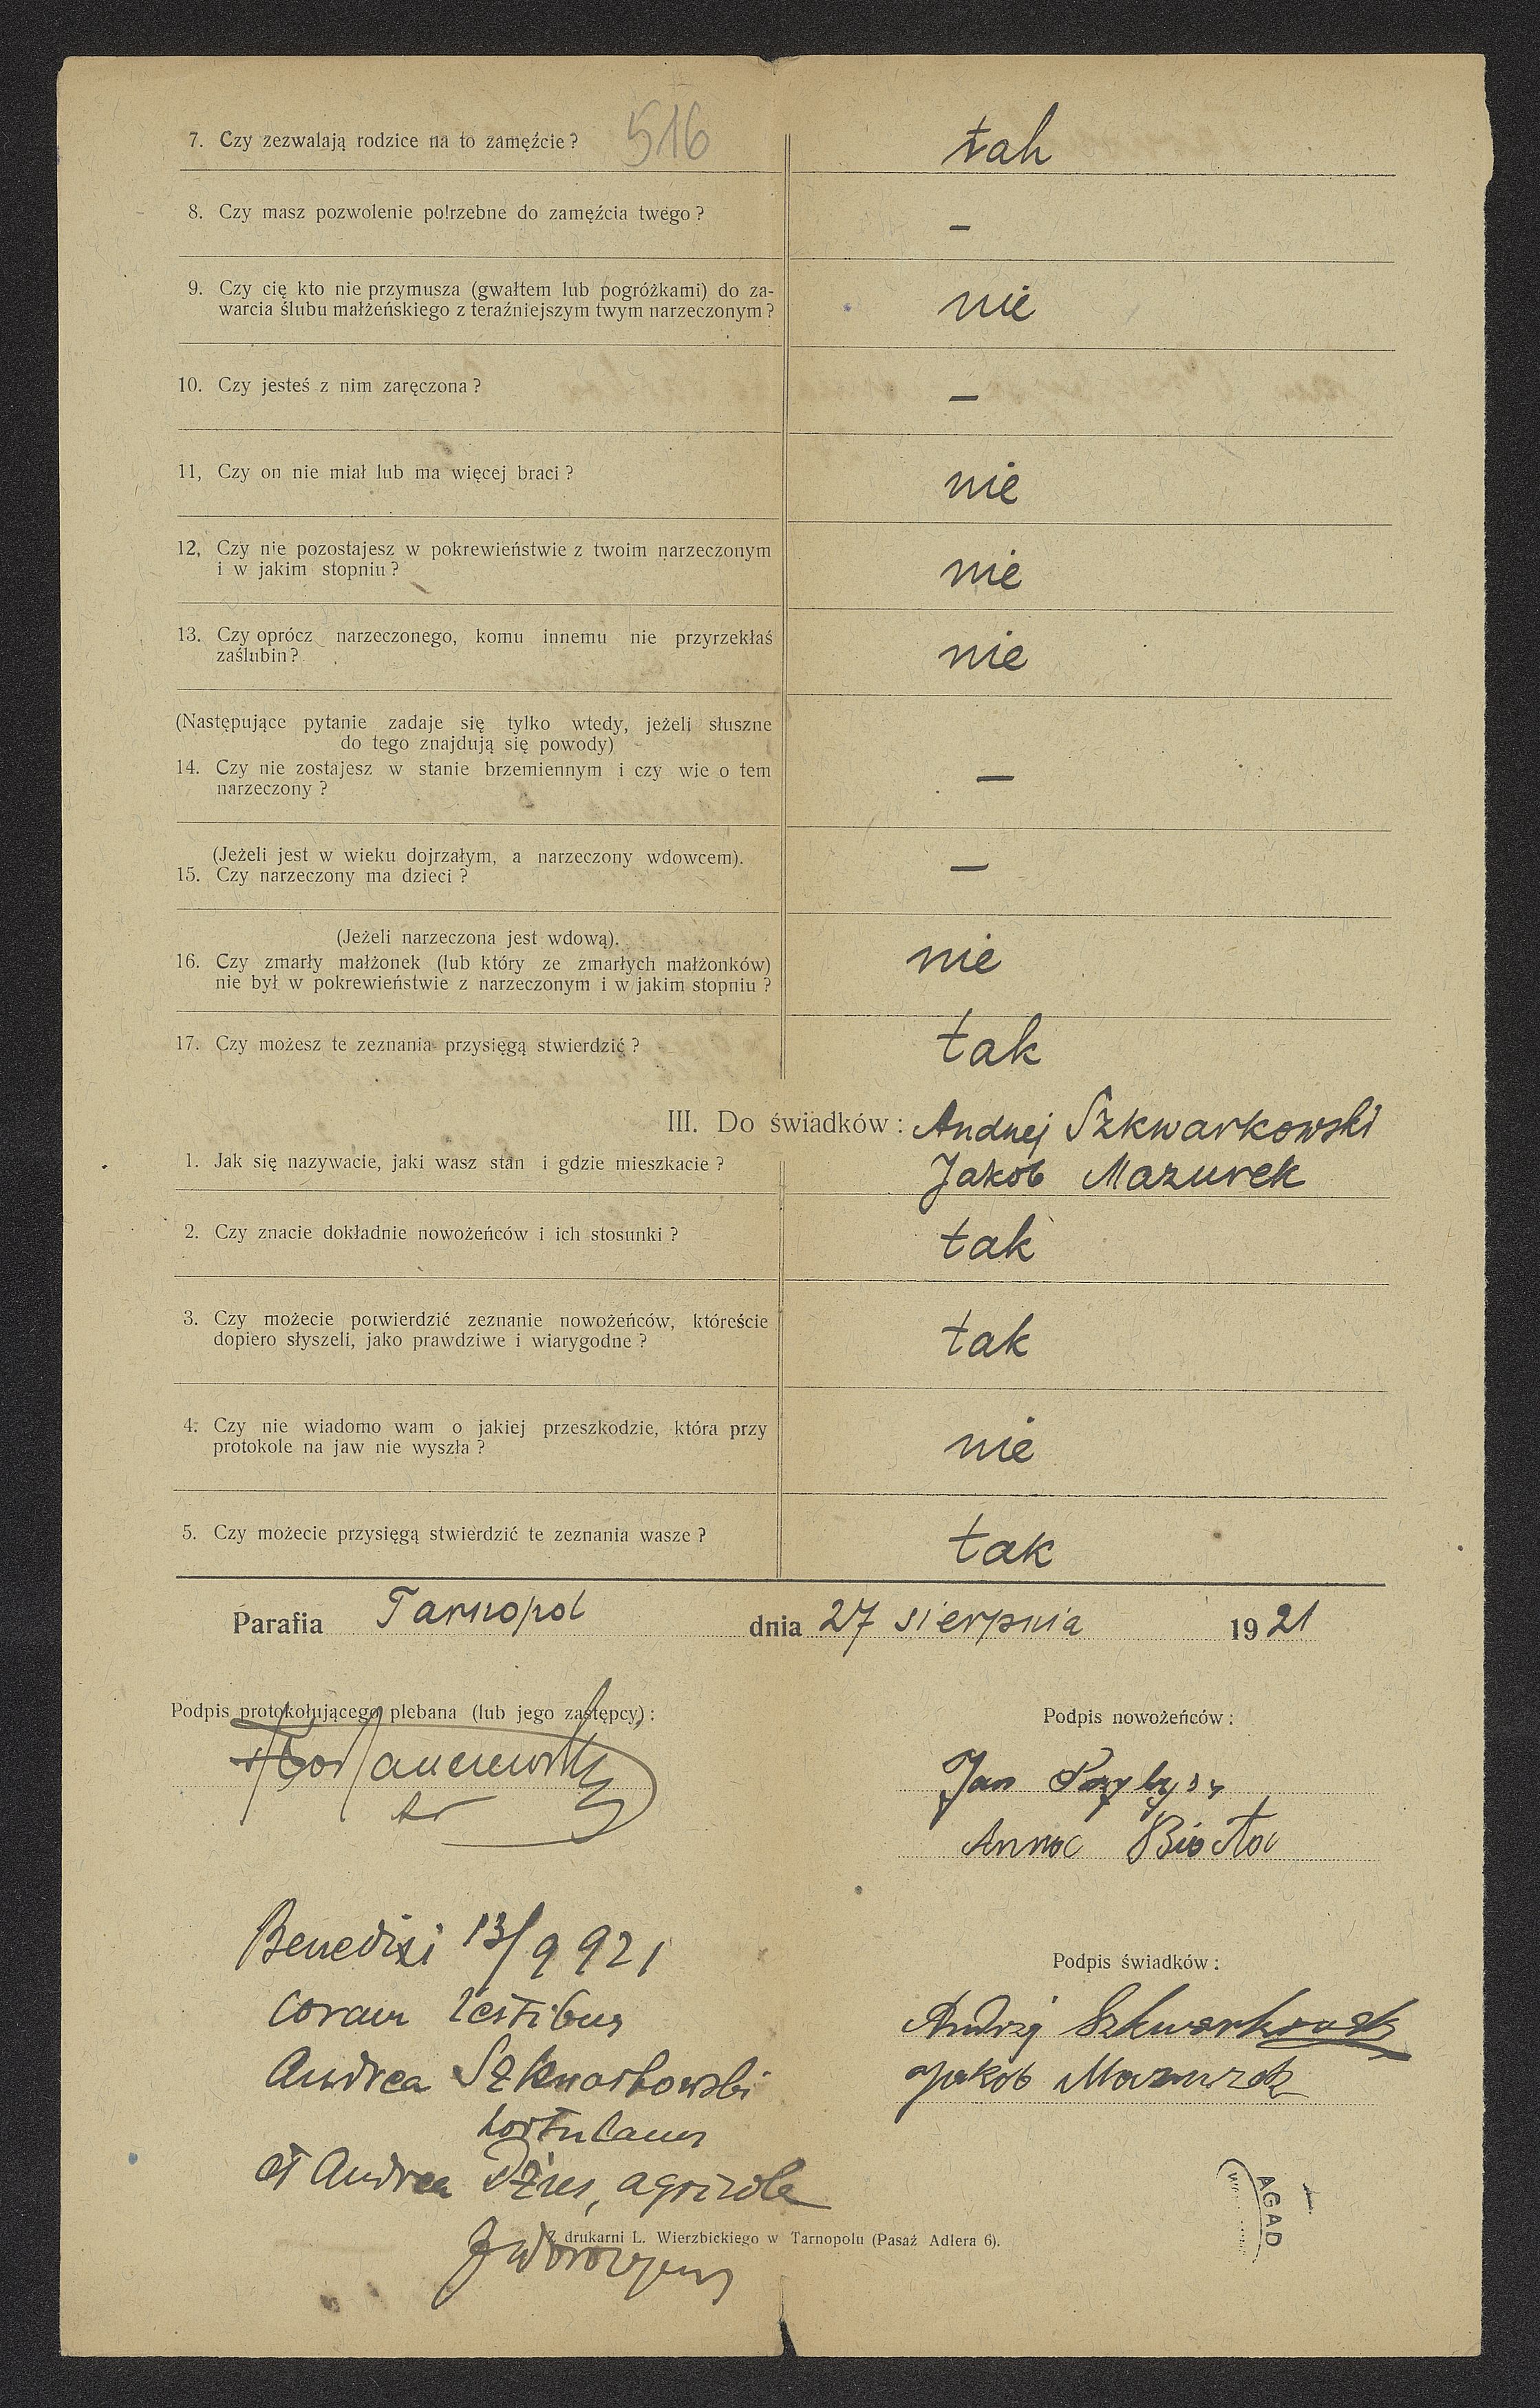 516
7. Czy zezwalają rodzice na to zamęźcie ? tak
8. Czy masz pozwolenie potrzebne do zamęźcia twego ? —
9. Czy cię kto nie przymusza (gwałtem lub pogróżkami) do za-
warcia ślubu małżeńskiego z teraźniejszym twym narzeczonym ? nie
10. Czy jesteś z nim zaręczona ? —
11, Czy on nie miał lub ma więcej braci ? nie
12, Czy nie pozostajesz w pokrewieństwie z twoim narzeczonym
i w jakim stopniu ? nie
13. Czy oprócz narzeczonego, komu innemu nie przyrzekłaś
zaślubin ? nie
(Następujące pytanie zadaje się tylko wtedy, jeżeli słuszne
do tego znajdują się powody)
14. Czy nie zostajesz w stanie brzemiennym i czy wie o tem
narzeczony ? —
(Jeżeli jest w wieku dojrzałym, a narzeczony wdowcem).
15. Czy narzeczony ma dzieci ? —
(Jeżeli narzeczona jest wdową).
16. Czy zmarły małżonek (lub który ze zmarłych małżonków)
nie był w pokrewieństwie z narzeczonym i w jakim stopniu ? nie
17. Czy możesz te zeznania przysięgą stwierdzić ? tak
III. Do świadków : Andrzej Szkwarkowski
1. Jak się nazywacie, jaki wasz stan i gdzie mieszkacie ? Jakób Mazurek
2. Czy znacie dokładnie nowożeńców i ich stosunki ? tak
3. Czy możecie potwierdzić zeznanie nowożeńców, któreście
dopiero słyszeli, jako prawdziwe i wiarygodne ? tak
4. Czy nie wiadomo wam o jakiej przeszkodzie, która przy
protokole na jaw nie wyszła ? nie
5. Czy możecie przysięgą stwierdzić te zeznania wasze ? tak
Parafia Tarnopol dnia 27 sierpnia 1921
Podpis protokołującego plebana (lub jego zastępcy) :
Podpis nowożeńców :
Jan
Anna
Benedixi 13/9 921
coram testibus
Andrea Szkwarkowski
hortulanus
et Andrea agricola
Podpis świadków :
Andrzej Szkwarkowski
Jakób Mazurek
Z drukarni L. Wierzbickiego w Tarnopolu (Pasaż Adlera 6).
AGAD